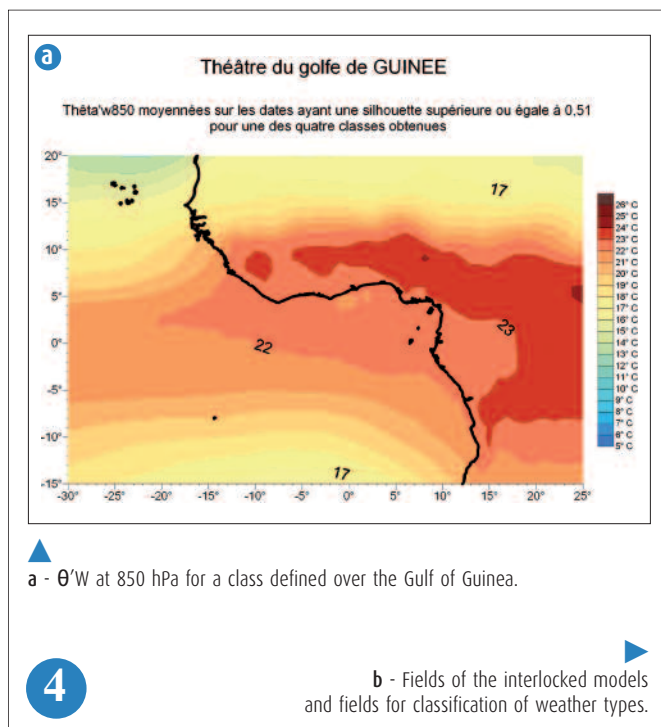 a
Théâtre du golfe de GUINEE
Thêta'w850 moyennées sur les dates ayant une silhouette supérieure ou égale à 0,51
pour une des quatre classes obtenues
20°
15°
10°
5°
0°
-5°
-10°
-15°
17
22
23
17
-30° -25° -20° -15° -10° -5° 0° 5° 10° 15° 20° 25°
26° C
25° C
24° C
23° C
22° C
21° C
20° C
19° C
18° C
17° C
16° C
15° C
14° C
13° C
12° C
11° C
10° C
9° C
8° C
7° C
6° C
5° C
a - θ'W at 850 hPa for a class defined over the Gulf of Guinea.
4
b - Fields of the interlocked models
and fields for classification of weather types.